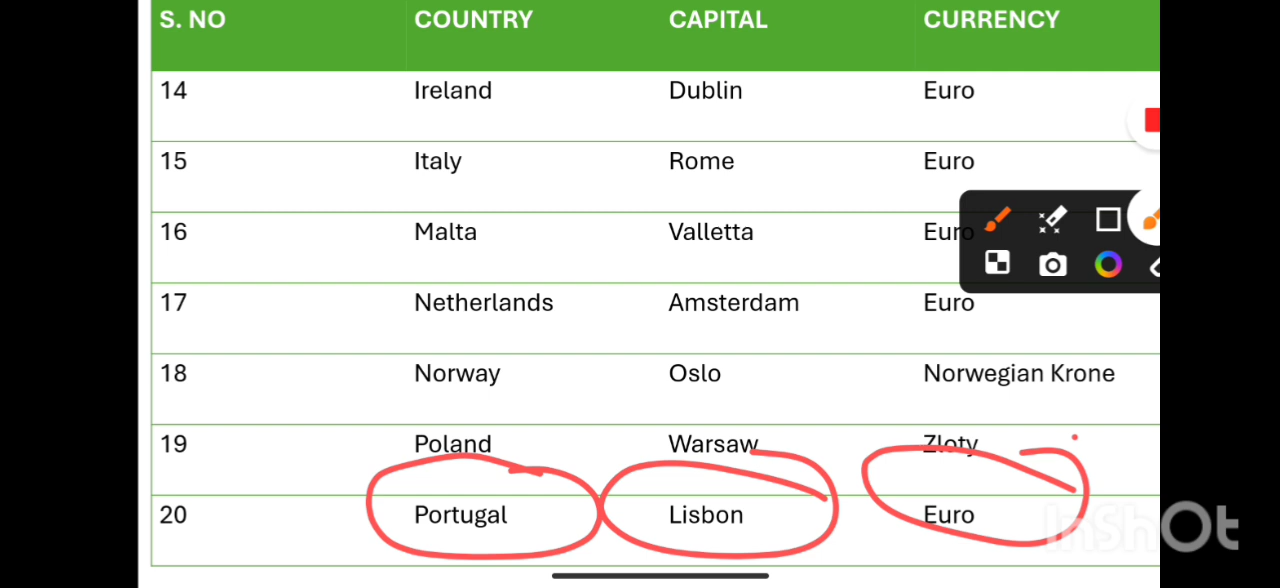 S. NO COUNTRY CAPITAL CURRENCY
14 Ireland Dublin Euro
15 Italy Rome Euro
16 Malta Valletta Euro
17 Netherlands Amsterdam Euro
18 Norway Oslo Norwegian Krone
19 Poland Warsaw Zloty
20 Portugal Lisbon Euro
InShOt